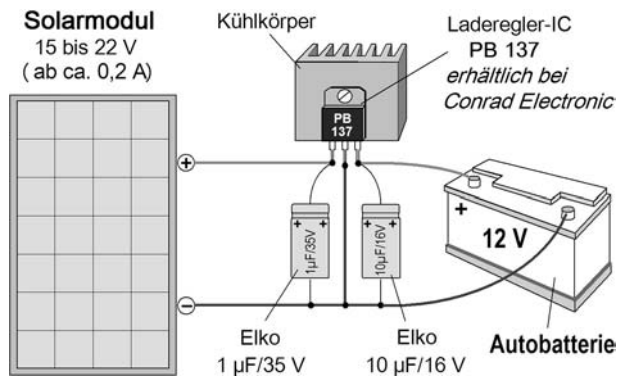 Solarmodul
15 bis 22 V
( ab ca. 0,2 A)
Kühlkörper
Laderegler-IC
PB 137
erhältlich bei
Conrad Electronic
PB
137
+
+ +
1µF/35V
+ +
10µF/16V
+
12 V
−
Elko
1 µF/35 V
Elko
10 µF/16 V
Autobatterie